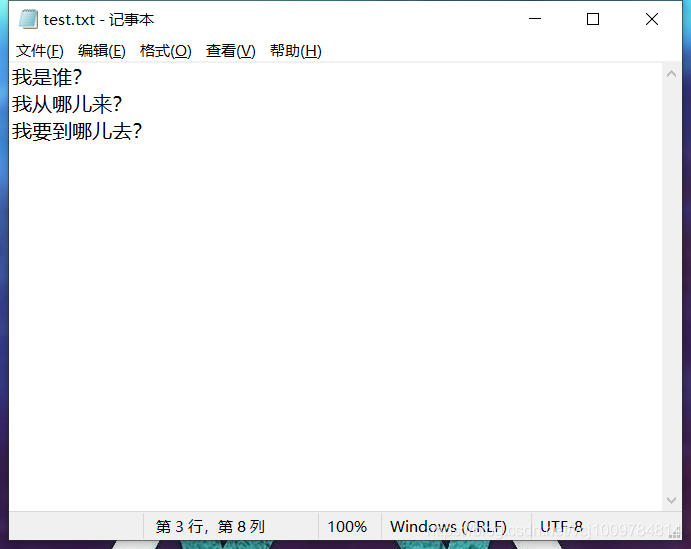 test.txt - 记事本
文件(F) 编辑(E) 格式(O) 查看(V) 帮助(H)
我是谁?
我从哪儿来?
我要到哪儿去?
第 3 行，第 8 列 100% Windows (CRLF) UTF-8